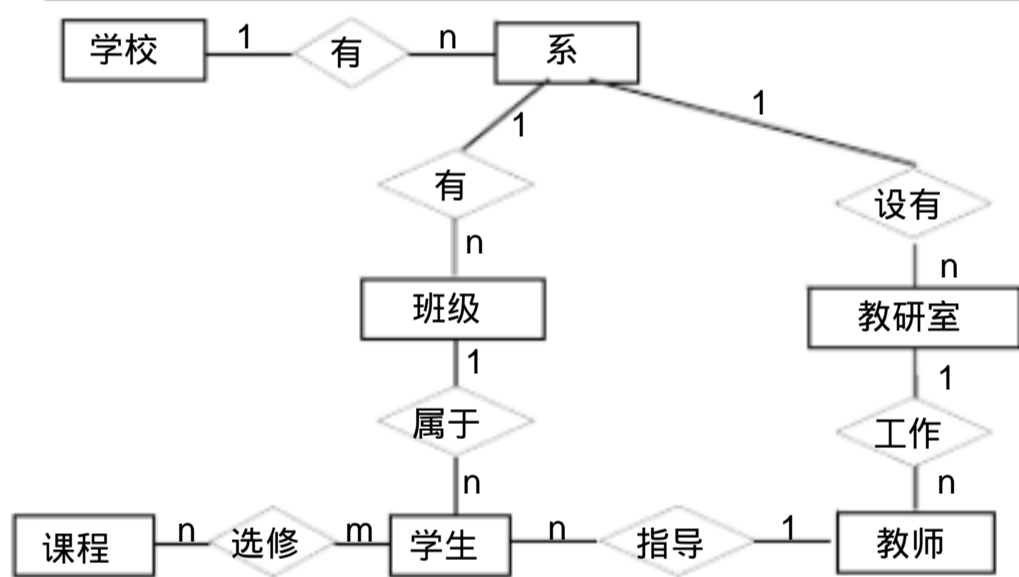 学校 1 有 n 系
1 1
有 设有
n n
班级 教研室
1 1
属于 工作
n n
课程 n 选修 m 学生 n 指导 1 教师